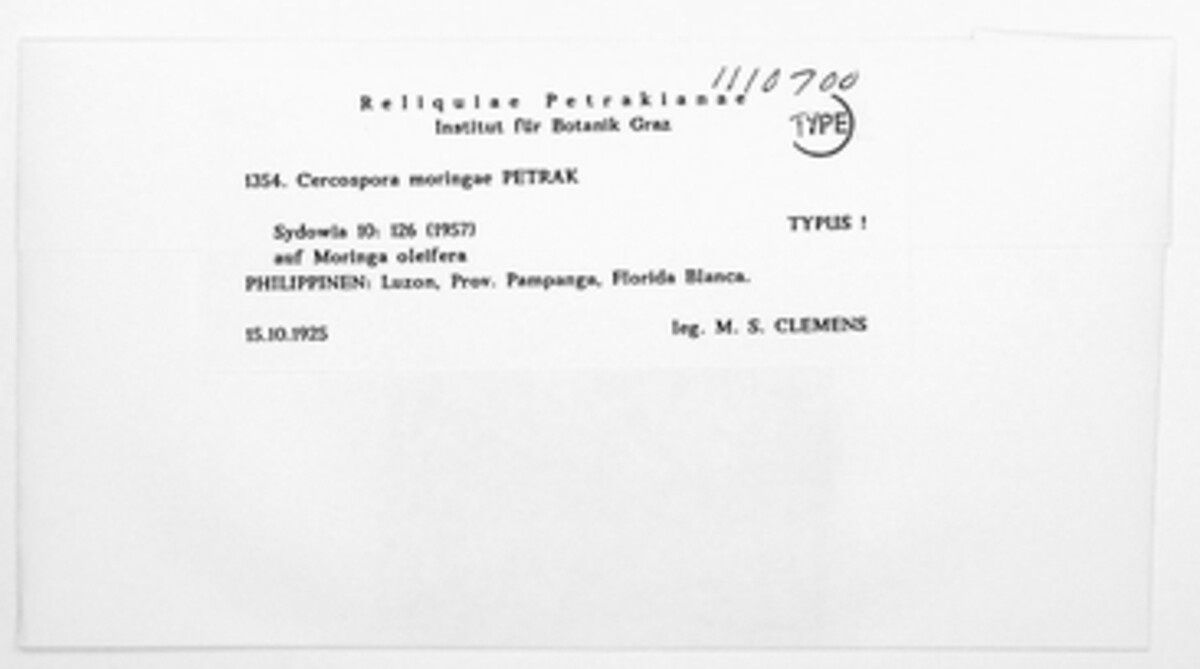 1110700
Reliquiae Petrakianae
Institut für Botanik Graz
TYPE
1354. Cercospora moringae PETRAK
Sydowia 10: 126 (1957) TYPUS !
auf Moringa oleifera
PHILIPPINEN: Luzon, Prov. Pampanga, Florida Blanca.
15.10.1925 leg. M. S. CLEMENS